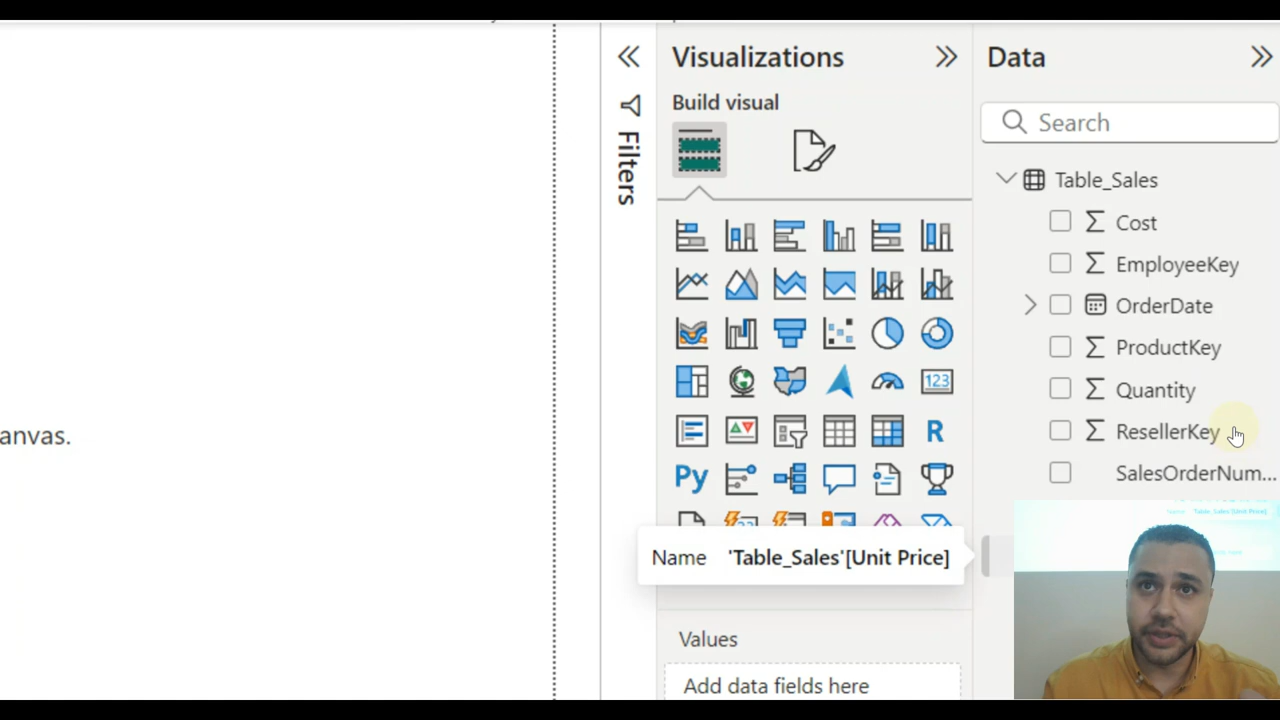 anvas.
Filters
Visualizations
Build visual
123
R
Py
Name 'Table_Sales'[Unit Price]
Values
Add data fields here
Data
Search
Table_Sales
Cost
EmployeeKey
OrderDate
ProductKey
Quantity
ResellerKey
SalesOrderNum...